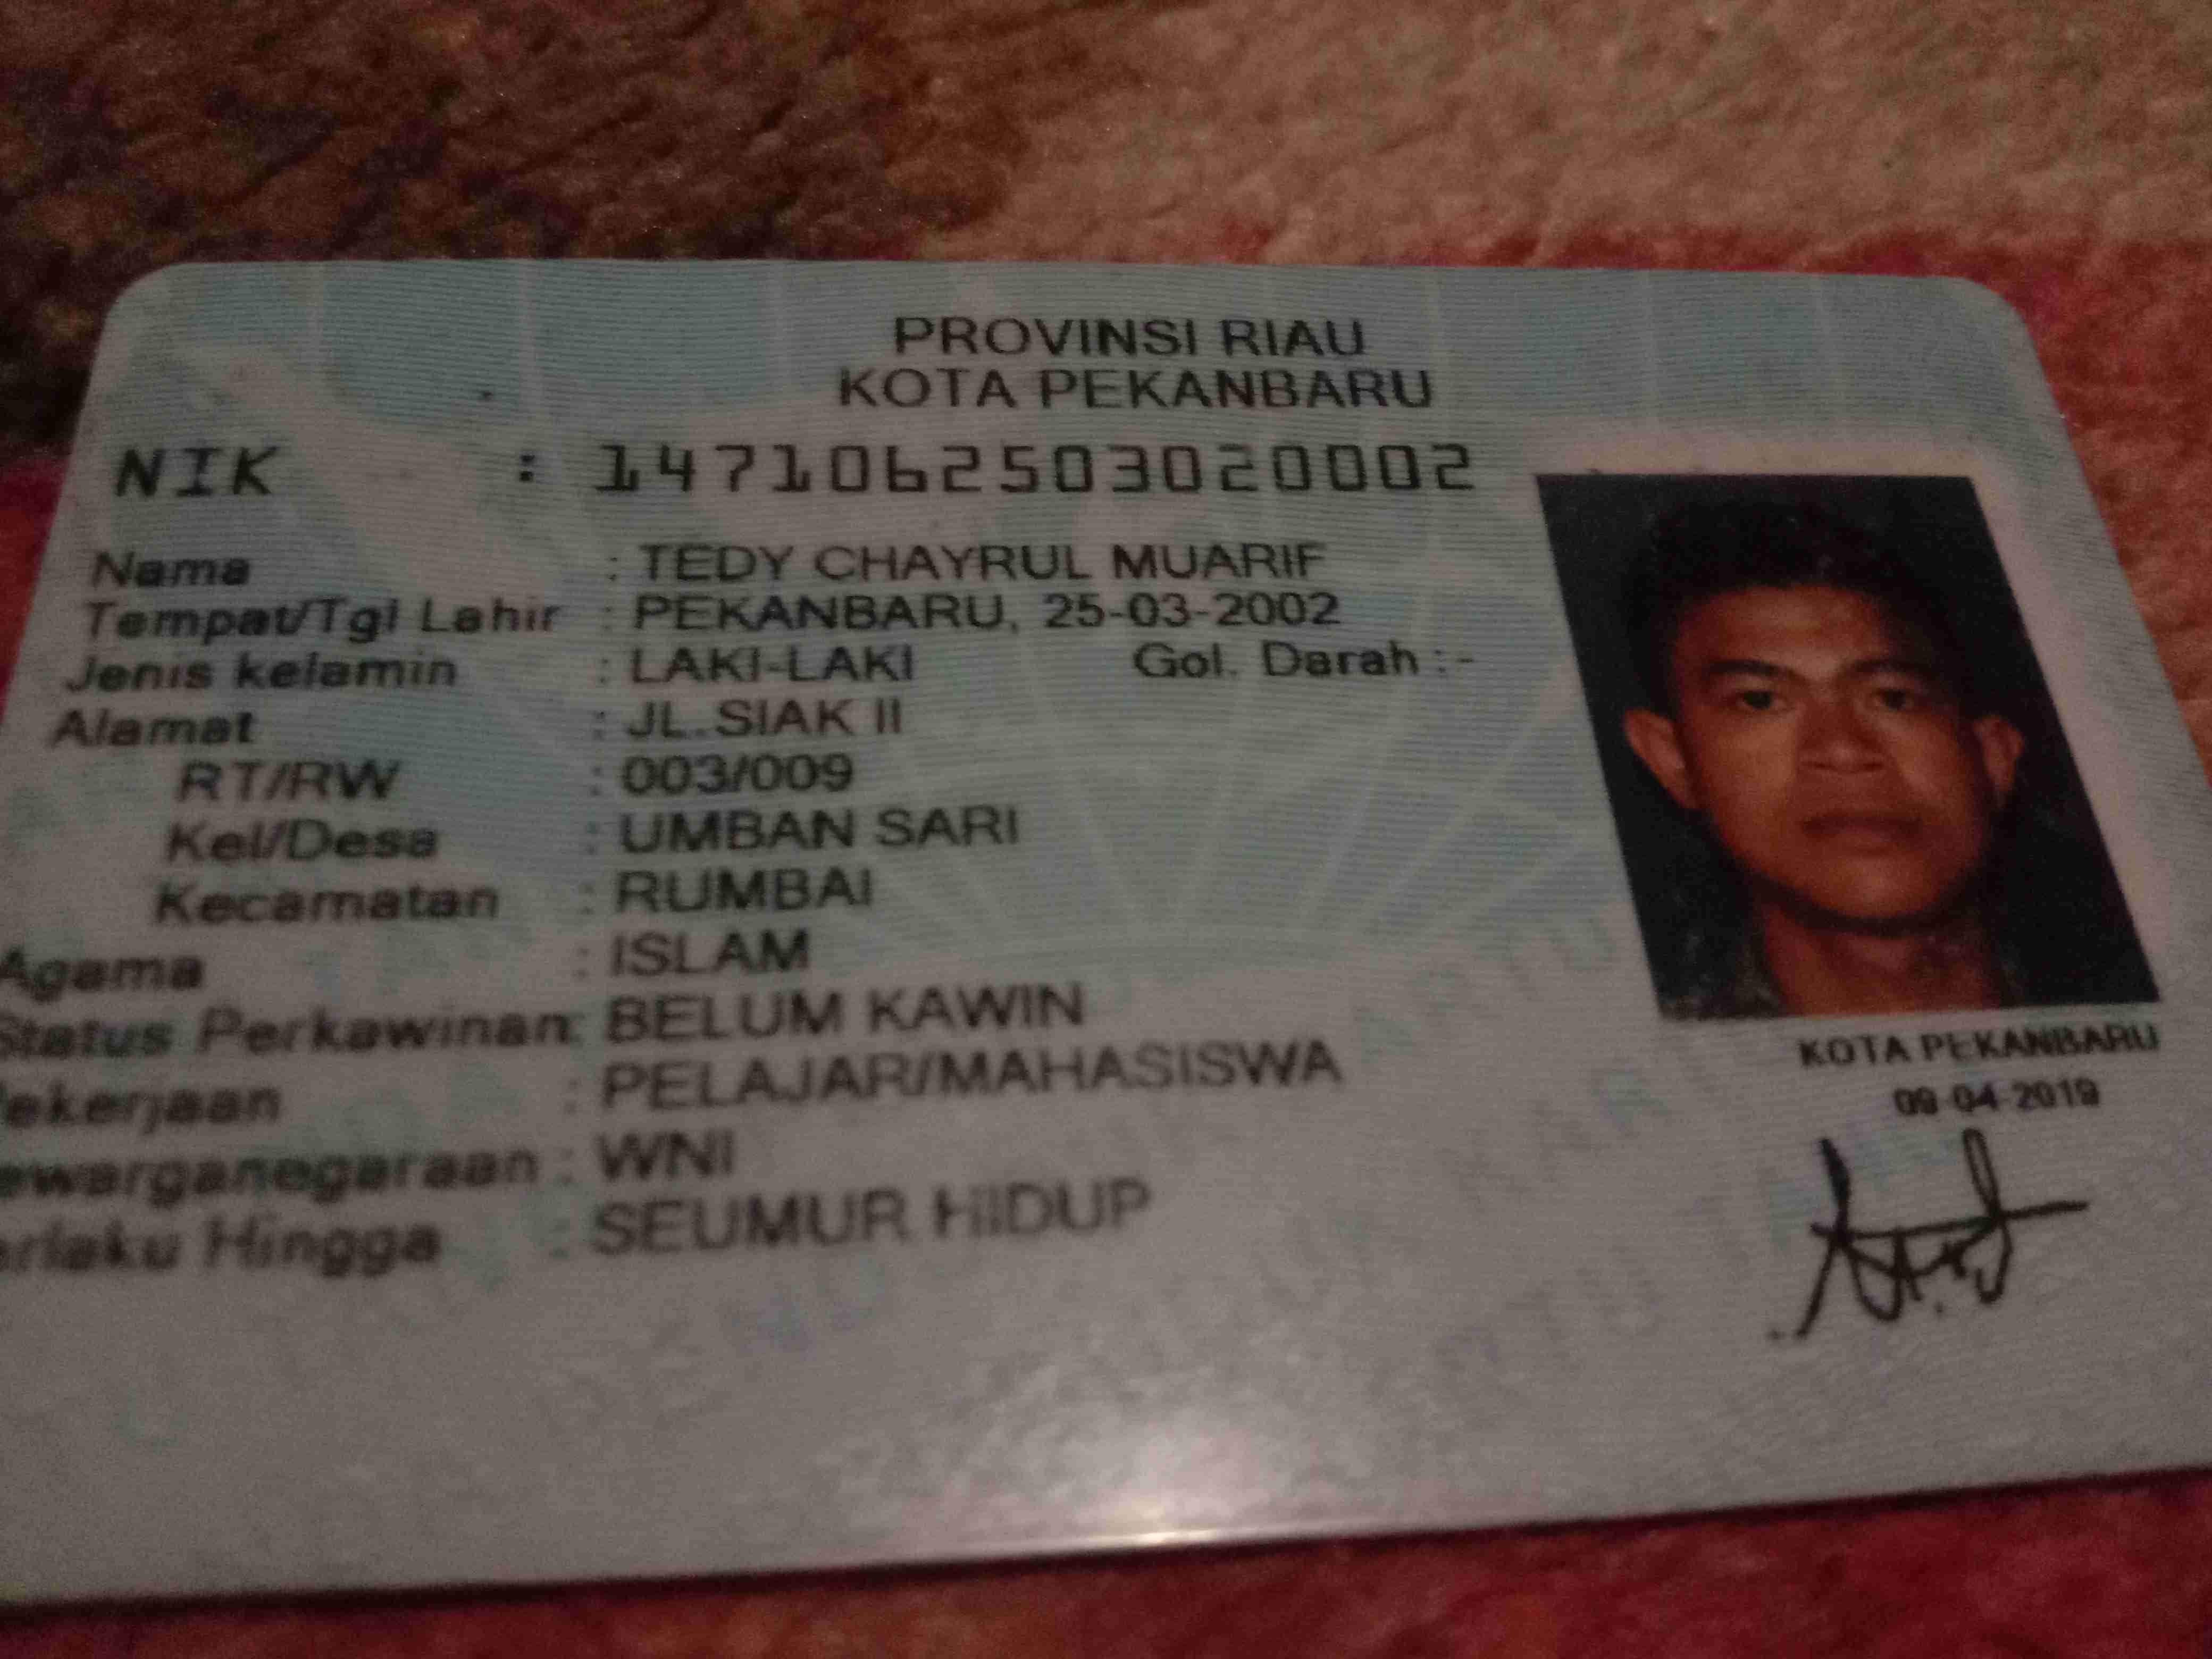 PROVINSI RIAU
KOTA PEKANBARU
NIK : 1471062503020002
Nama : TEDY CHAYRUL MUARIF
Tempat/Tgl Lahir : PEKANBARU, 25-03-2002
Jenis kelamin : LAKI-LAKI Gol. Darah : -
Alamat : JL.SIAK II
RT/RW : 003/009
Kel/Desa : UMBAN SARI
Kecamatan : RUMBAI
Agama : ISLAM
Status Perkawinan: BELUM KAWIN
ekerjaan : PELAJAR/MAHASISWA
ewarganegaraan : WNI
erlaku Hingga : SEUMUR HIDUP
KOTA PEKANBARU
09-04-2019